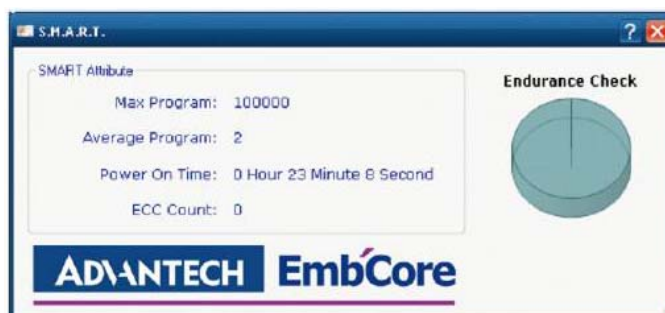 S.M.A.R.T.
SMART Attribute
Max Program: 100000
Average Program: 2
Power On Time: 0 Hour 23 Minute 8 Second
ECC Count: 0
Endurance Check
ADVANTECH EmbCore